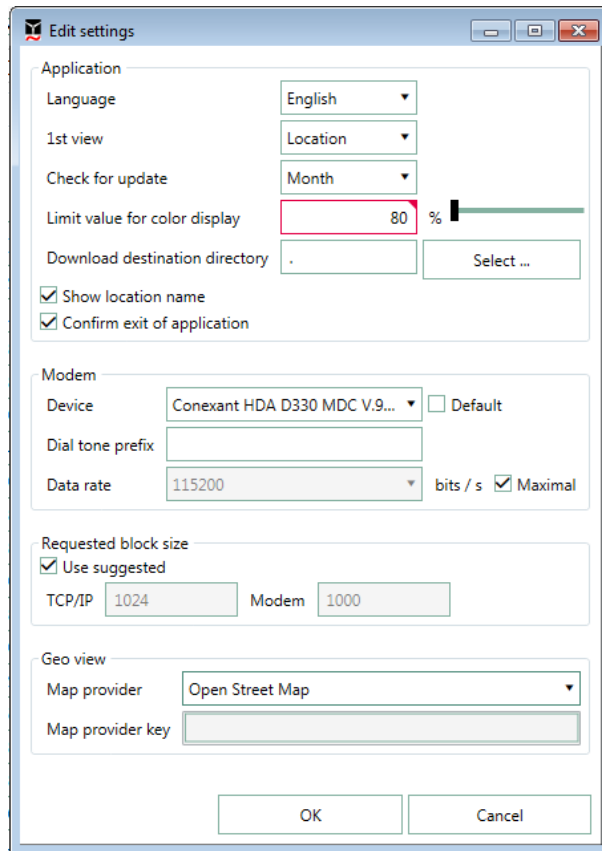 Edit settings
Application
Language English
1st view Location
Check for update Month
Limit value for color display 80 %
Download destination directory . Select ...
Show location name
Confirm exit of application
Modem
Device Conexant HDA D330 MDC V.9... Default
Dial tone prefix
Data rate 115200 bits / s Maximal
Requested block size
Use suggested
TCP/IP 1024 Modem 1000
Geo view
Map provider Open Street Map
Map provider key
OK Cancel